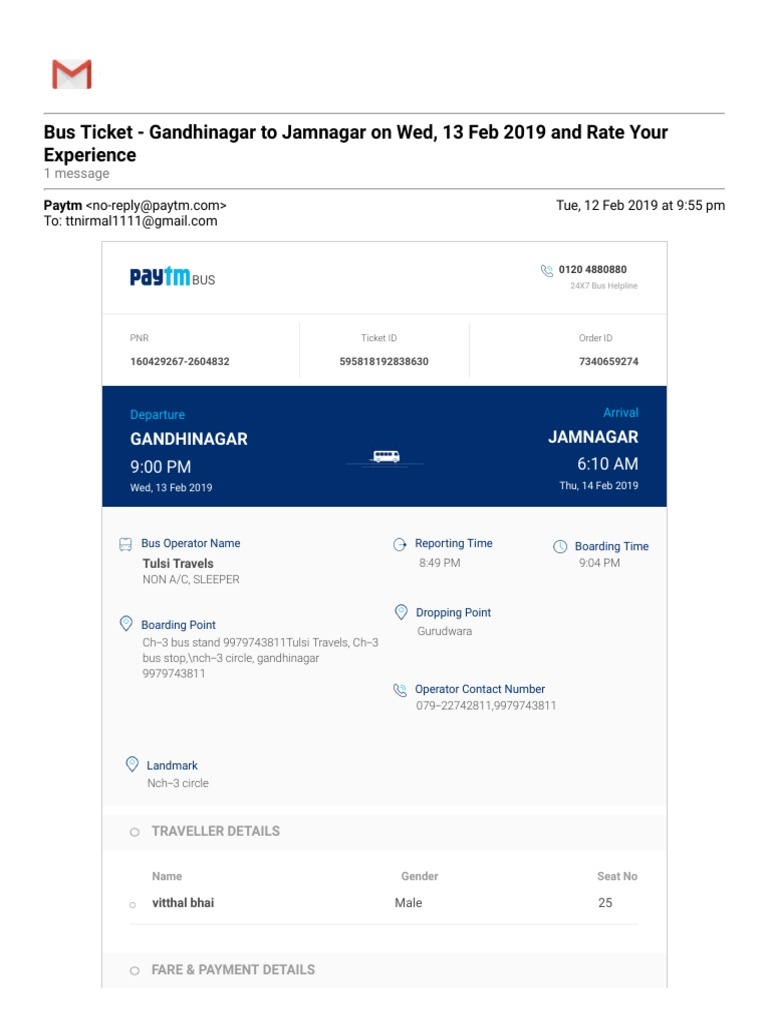 Bus Ticket - Gandhinagar to Jamnagar on Wed, 13 Feb 2019 and Rate Your
Experience
1 message
Paytm <no-reply@paytm.com> Tue, 12 Feb 2019 at 9:55 pm
To: ttnirmal1111@gmail.com
paytm BUS
0120 4880880
24X7 Bus Helpline
PNR Ticket ID Order ID
160429267-2604832 595818192838630 7340659274
Departure Arrival
GANDHINAGAR JAMNAGAR
9:00 PM 6:10 AM
Wed, 13 Feb 2019 Thu, 14 Feb 2019
Bus Operator Name Reporting Time Boarding Time
Tulsi Travels 8:49 PM 9:04 PM
NON A/C, SLEEPER
Dropping Point
Gurudwara
Boarding Point
Ch−3 bus stand 9979743811Tulsi Travels, Ch−3
bus stop,\nch−3 circle, gandhinagar
9979743811
Operator Contact Number
079−22742811,9979743811
Landmark
Nch−3 circle
TRAVELLER DETAILS
Name Gender Seat No
vitthal bhai Male 25
FARE & PAYMENT DETAILS